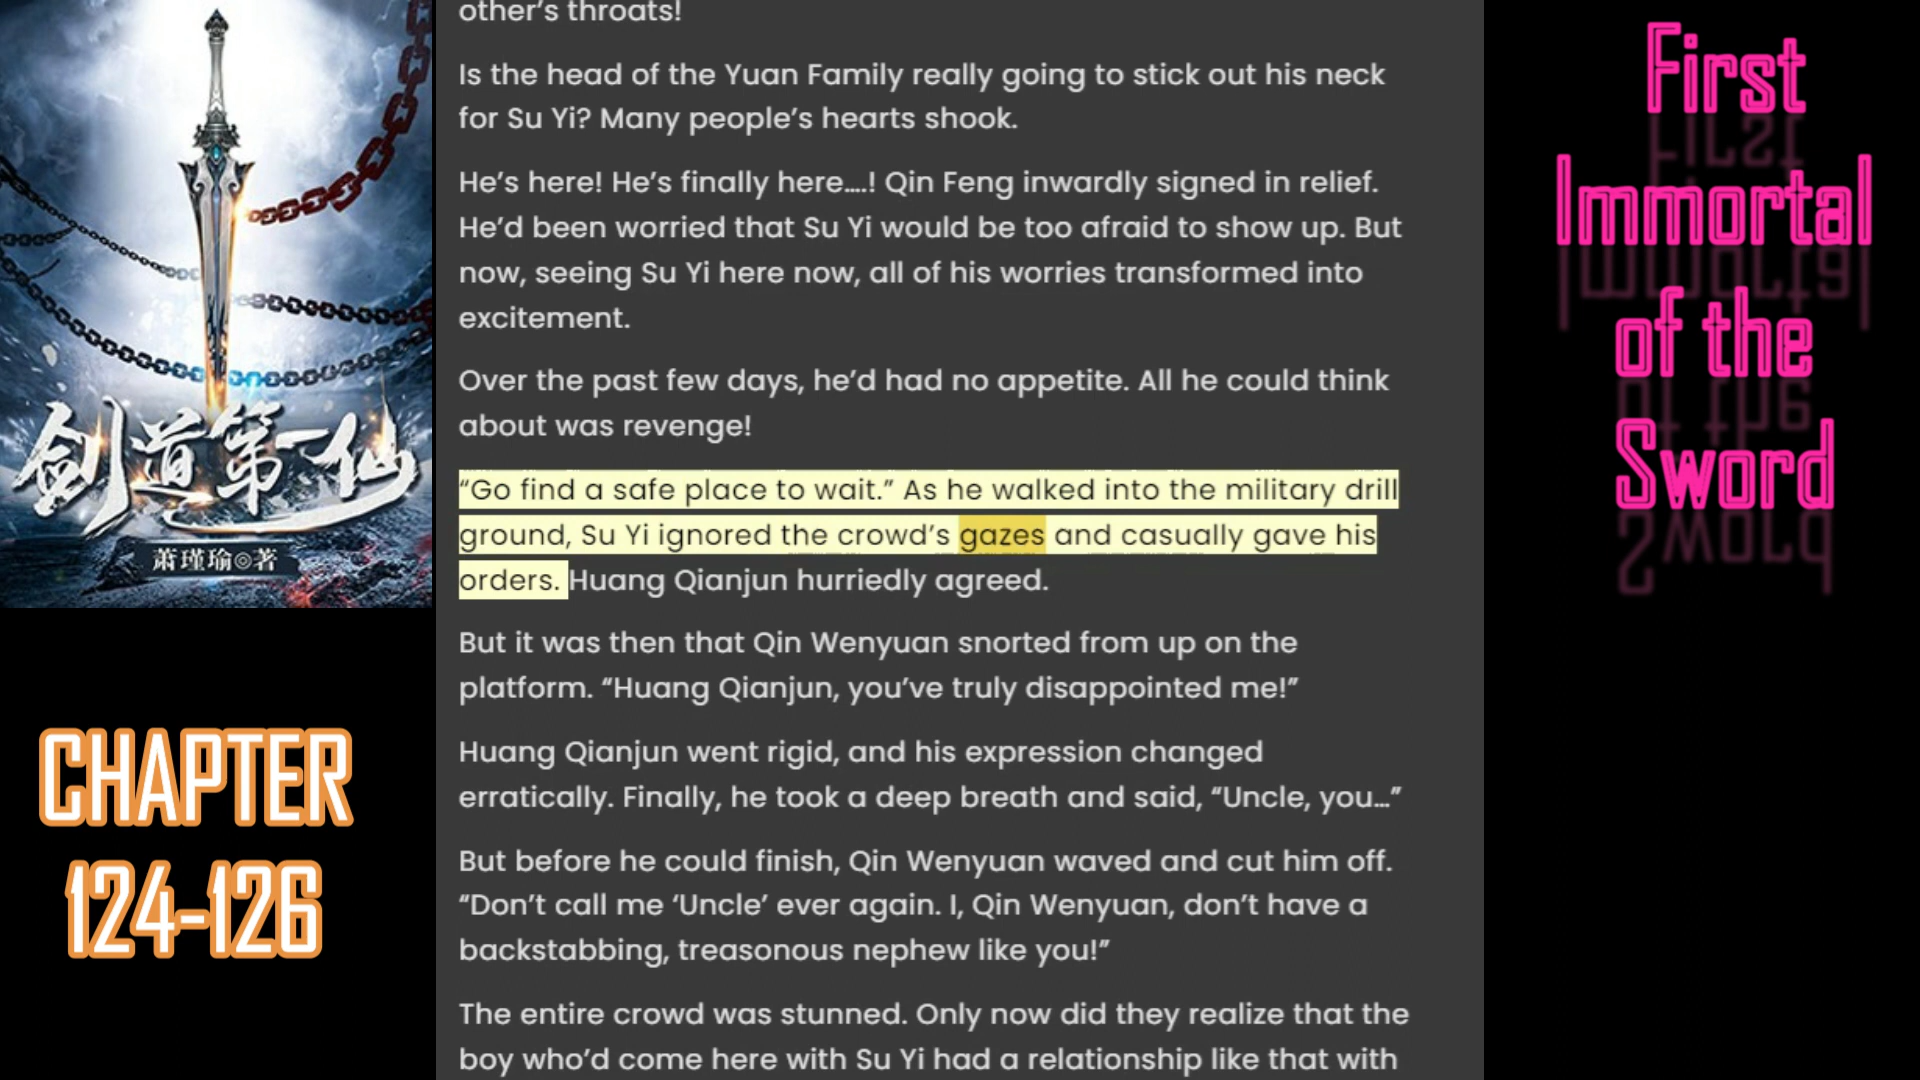 剑道第一仙
萧瑾瑜◎著
CHAPTER
124-126
other’s throats!
Is the head of the Yuan Family really going to stick out his neck
for Su Yi? Many people’s hearts shook.
He’s here! He’s finally here....! Qin Feng inwardly signed in relief.
He’d been worried that Su Yi would be too afraid to show up. But
now, seeing Su Yi here now, all of his worries transformed into
excitement.
Over the past few days, he’d had no appetite. All he could think
about was revenge!
“Go find a safe place to wait.” As he walked into the military drill
ground, Su Yi ignored the crowd’s gazes and casually gave his
orders. Huang Qianjun hurriedly agreed.
But it was then that Qin Wenyuan snorted from up on the
platform. “Huang Qianjun, you’ve truly disappointed me!”
Huang Qianjun went rigid, and his expression changed
erratically. Finally, he took a deep breath and said, “Uncle, you…”
But before he could finish, Qin Wenyuan waved and cut him off.
“Don’t call me ‘Uncle’ ever again. I, Qin Wenyuan, don’t have a
backstabbing, treasonous nephew like you!”
The entire crowd was stunned. Only now did they realize that the
boy who’d come here with Su Yi had a relationship like that with
First
Immortal
of the
Sword